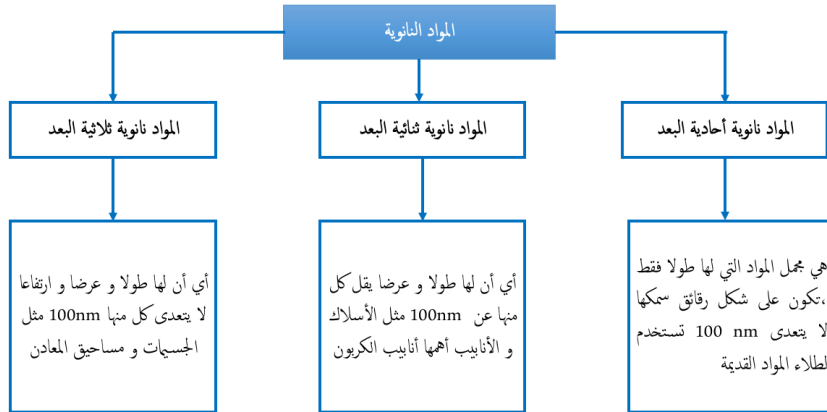 المواد النانوية
المواد نانوية أحادية البعد
المواد نانوية ثنائية البعد
المواد نانوية ثلاثية البعد
هي مجمل المواد التي لها طولا فقط
،تكون على شكل رقائق سمكها
لا يتعدى 100 nm تستخدم
لطلاء المواد القديمة
أي أن لها طولا و عرضا يقل كل
منها عن 100nm مثل الأسلاك
و الأنابيب أهمها أنابيب الكربون
أي أن لها طولا و عرضا و ارتفاعا
لا يتعدى كل منها 100nm مثل
الجسيمات و مساحيق المعادن